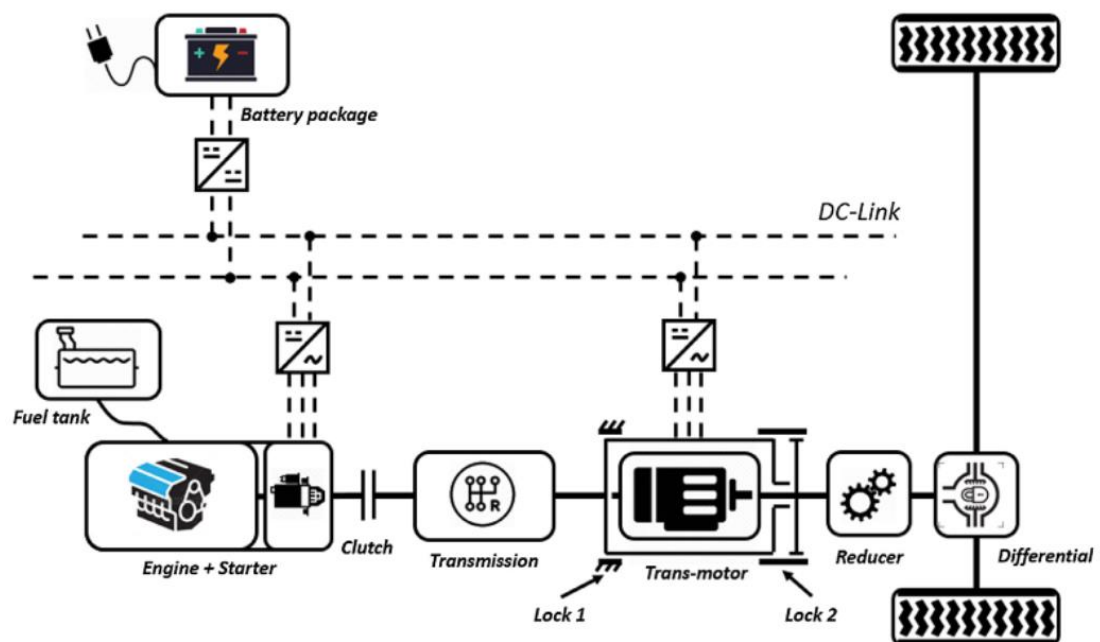 Battery package
DC-Link
Fuel tank
R
Engine + Starter
Clutch
Transmission
Trans-motor
Reducer
Differential
Lock 1
Lock 2